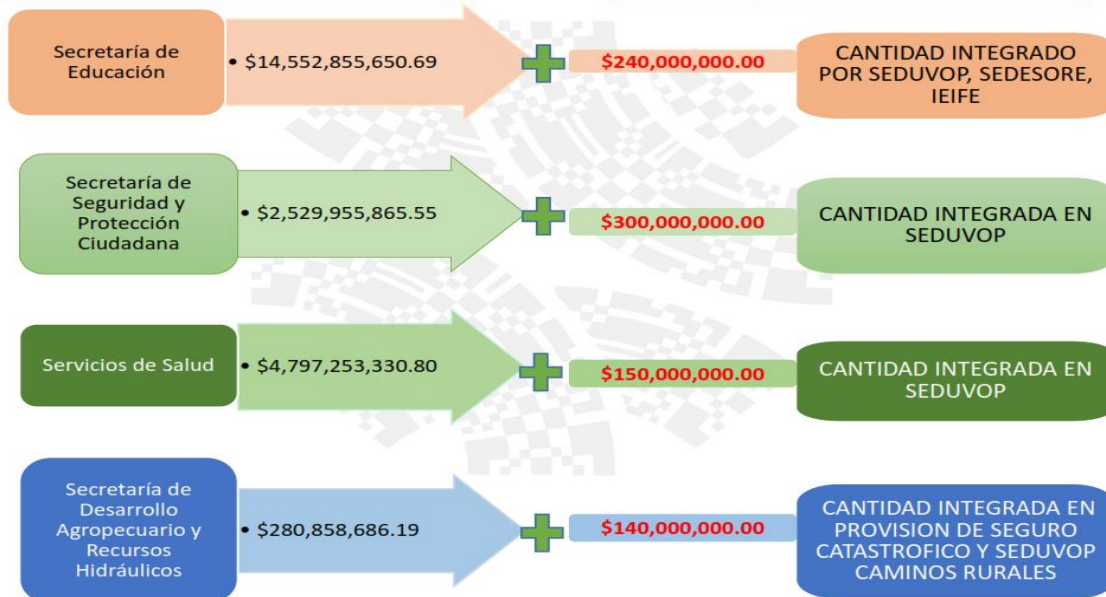 Secretaría de
Educación
• $14,552,855,650.69
$240,000,000.00
CANTIDAD INTEGRADO
POR SEDUVOP, SEDESORE,
IEIFE
Secretaría de
Seguridad y
Protección
Ciudadana
• $2,529,955,865.55
$300,000,000.00
CANTIDAD INTEGRADA EN
SEDUVOP
Servicios de Salud
• $4,797,253,330.80
$150,000,000.00
CANTIDAD INTEGRADA EN
SEDUVOP
Secretaría de
Desarrollo
Agropecuario y
Recursos
Hidráulicos
• $280,858,686.19
$140,000,000.00
CANTIDAD INTEGRADA EN
PROVISION DE SEGURO
CATASTROFICO Y SEDUVOP
CAMINOS RURALES